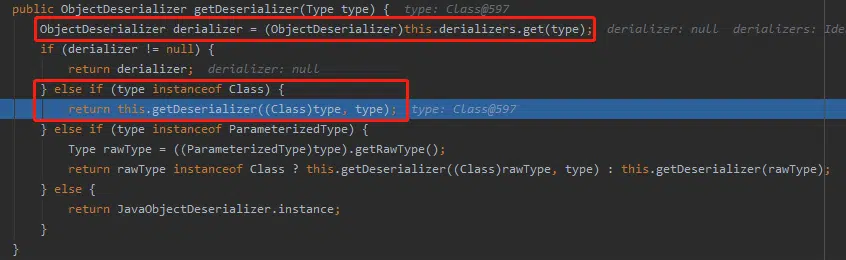 public ObjectDeserializer getDeserializer(Type type) { type: Class@597
ObjectDeserializer derializer = (ObjectDeserializer)this.derializers.get(type); derializer: null derializers: Ide
if (derializer != null) {
return derializer; derializer: null
} else if (type instanceof Class) {
return this.getDeserializer((Class)type, type); type: Class@597
} else if (type instanceof ParameterizedType) {
Type rawType = ((ParameterizedType)type).getRawType();
return rawType instanceof Class ? this.getDeserializer((Class)rawType, type) : this.getDeserializer(rawType);
} else {
return JavaObjectDeserializer.instance;
}
}